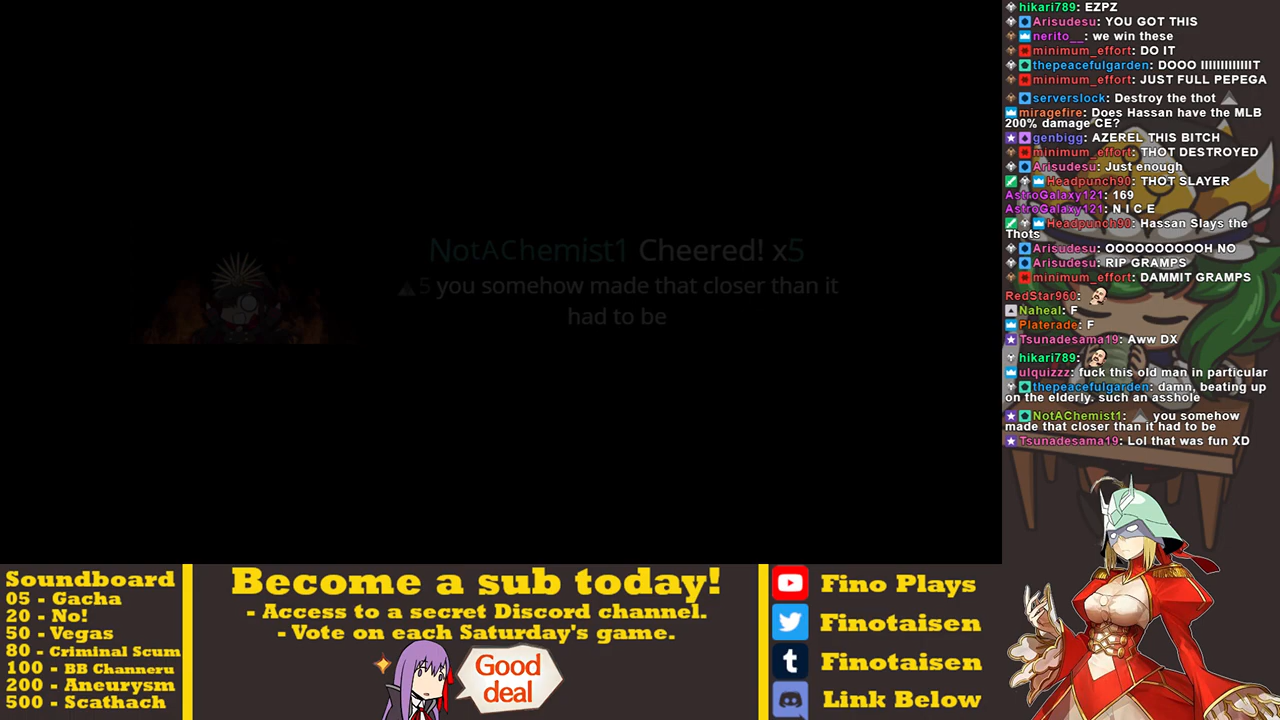 NotAChemist1 Cheered! x5
5 you somehow made that closer than it
had to be
hikari789: EZPZ
Arisudesu: YOU GOT THIS
nerito__: we win these
minimum_effort: DO IT
thepeacefulgarden: DOOO IIIIIIIIIIIIIT
minimum_effort: JUST FULL PEPEGA
serverslock: Destroy the thot
miragefire: Does Hassan have the MLB
200% damage CE?
genbigg: AZEREL THIS BITCH
minimum_effort: THOT DESTROYED
Arisudesu: Just enough
Headpunch90: THOT SLAYER
AstroGalaxy121: 169
AstroGalaxy121: N I C E
Headpunch90: Hassan Slays the
Thots
Arisudesu: OOOOOOOOOOH NO
Arisudesu: RIP GRAMPS
minimum_effort: DAMMIT GRAMPS
RedStar960:
Naheal: F
Platerade: F
Tsunadesama19: Aww DX
hikari789:
ulquizzz: fuck this old man in particular
thepeacefulgarden: damn, beating up
on the elderly. such an asshole
NotAChemist1: you somehow
made that closer than it had to be
Tsunadesama19: Lol that was fun XD
Soundboard
05 - Gacha
20 - No!
50 - Vegas
80 - Criminal Scum
100 - BB Channeru
200 - Aneurysm
500 - Scathach
Become a sub today!
- Access to a secret Discord channel.
- Vote on each Saturday's game.
Good
deal
Fino Plays
Finotaisen
Finotaisen
Link Below